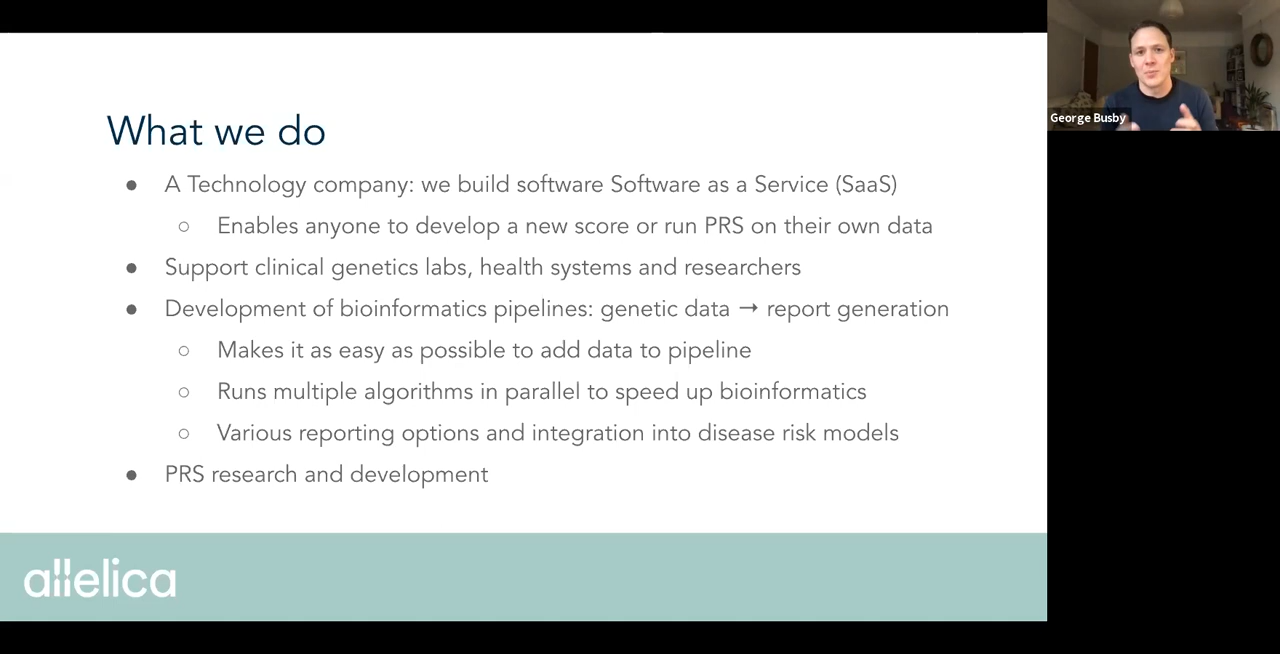 What we do
● A Technology company: we build software Software as a Service (SaaS)
○ Enables anyone to develop a new score or run PRS on their own data
● Support clinical genetics labs, health systems and researchers
● Development of bioinformatics pipelines: genetic data → report generation
○ Makes it as easy as possible to add data to pipeline
○ Runs multiple algorithms in parallel to speed up bioinformatics
○ Various reporting options and integration into disease risk models
● PRS research and development
allelica
George Busby